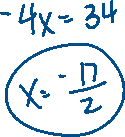 -4x = 34
x = -17/2